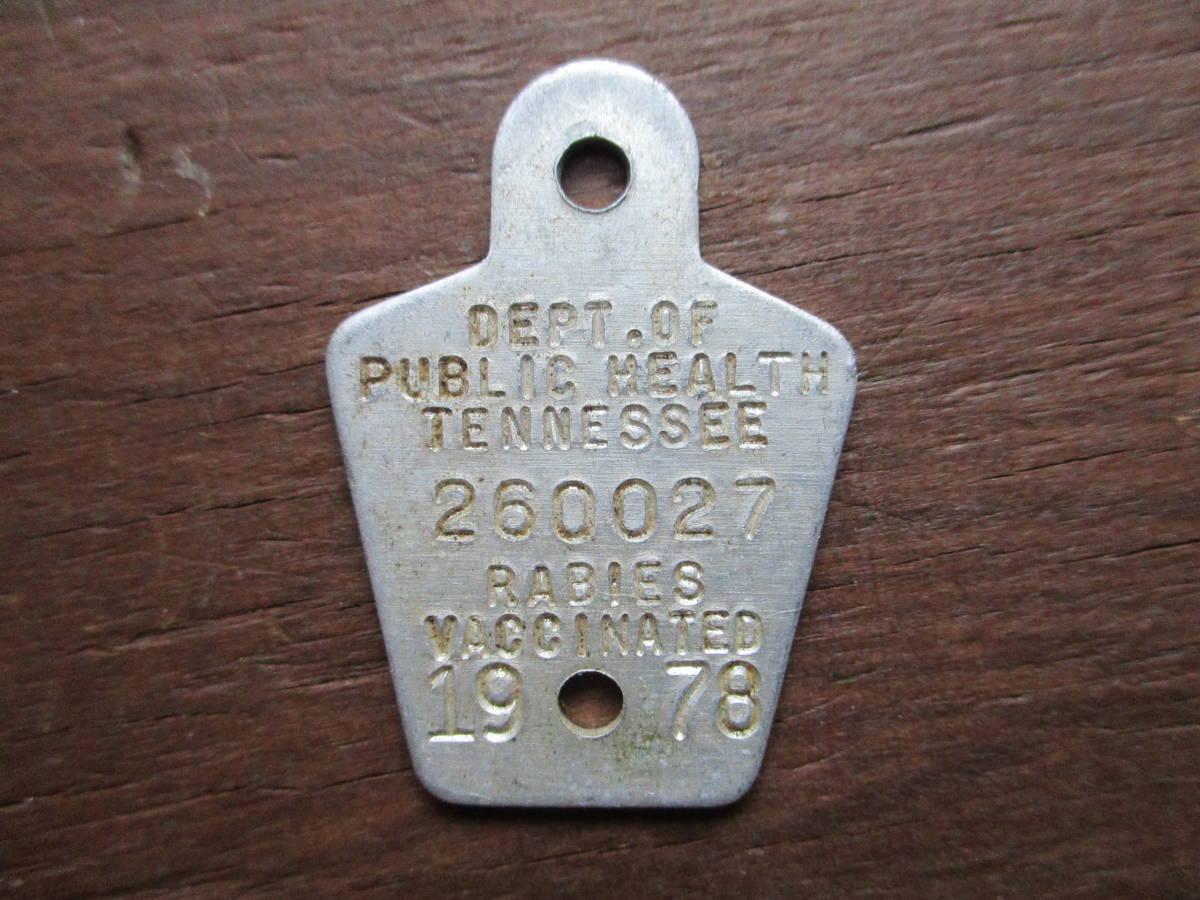 DEPT.OF
PUBLIC HEALTH
TENNESSEE
260027
RABIES
VACCINATED
19 78